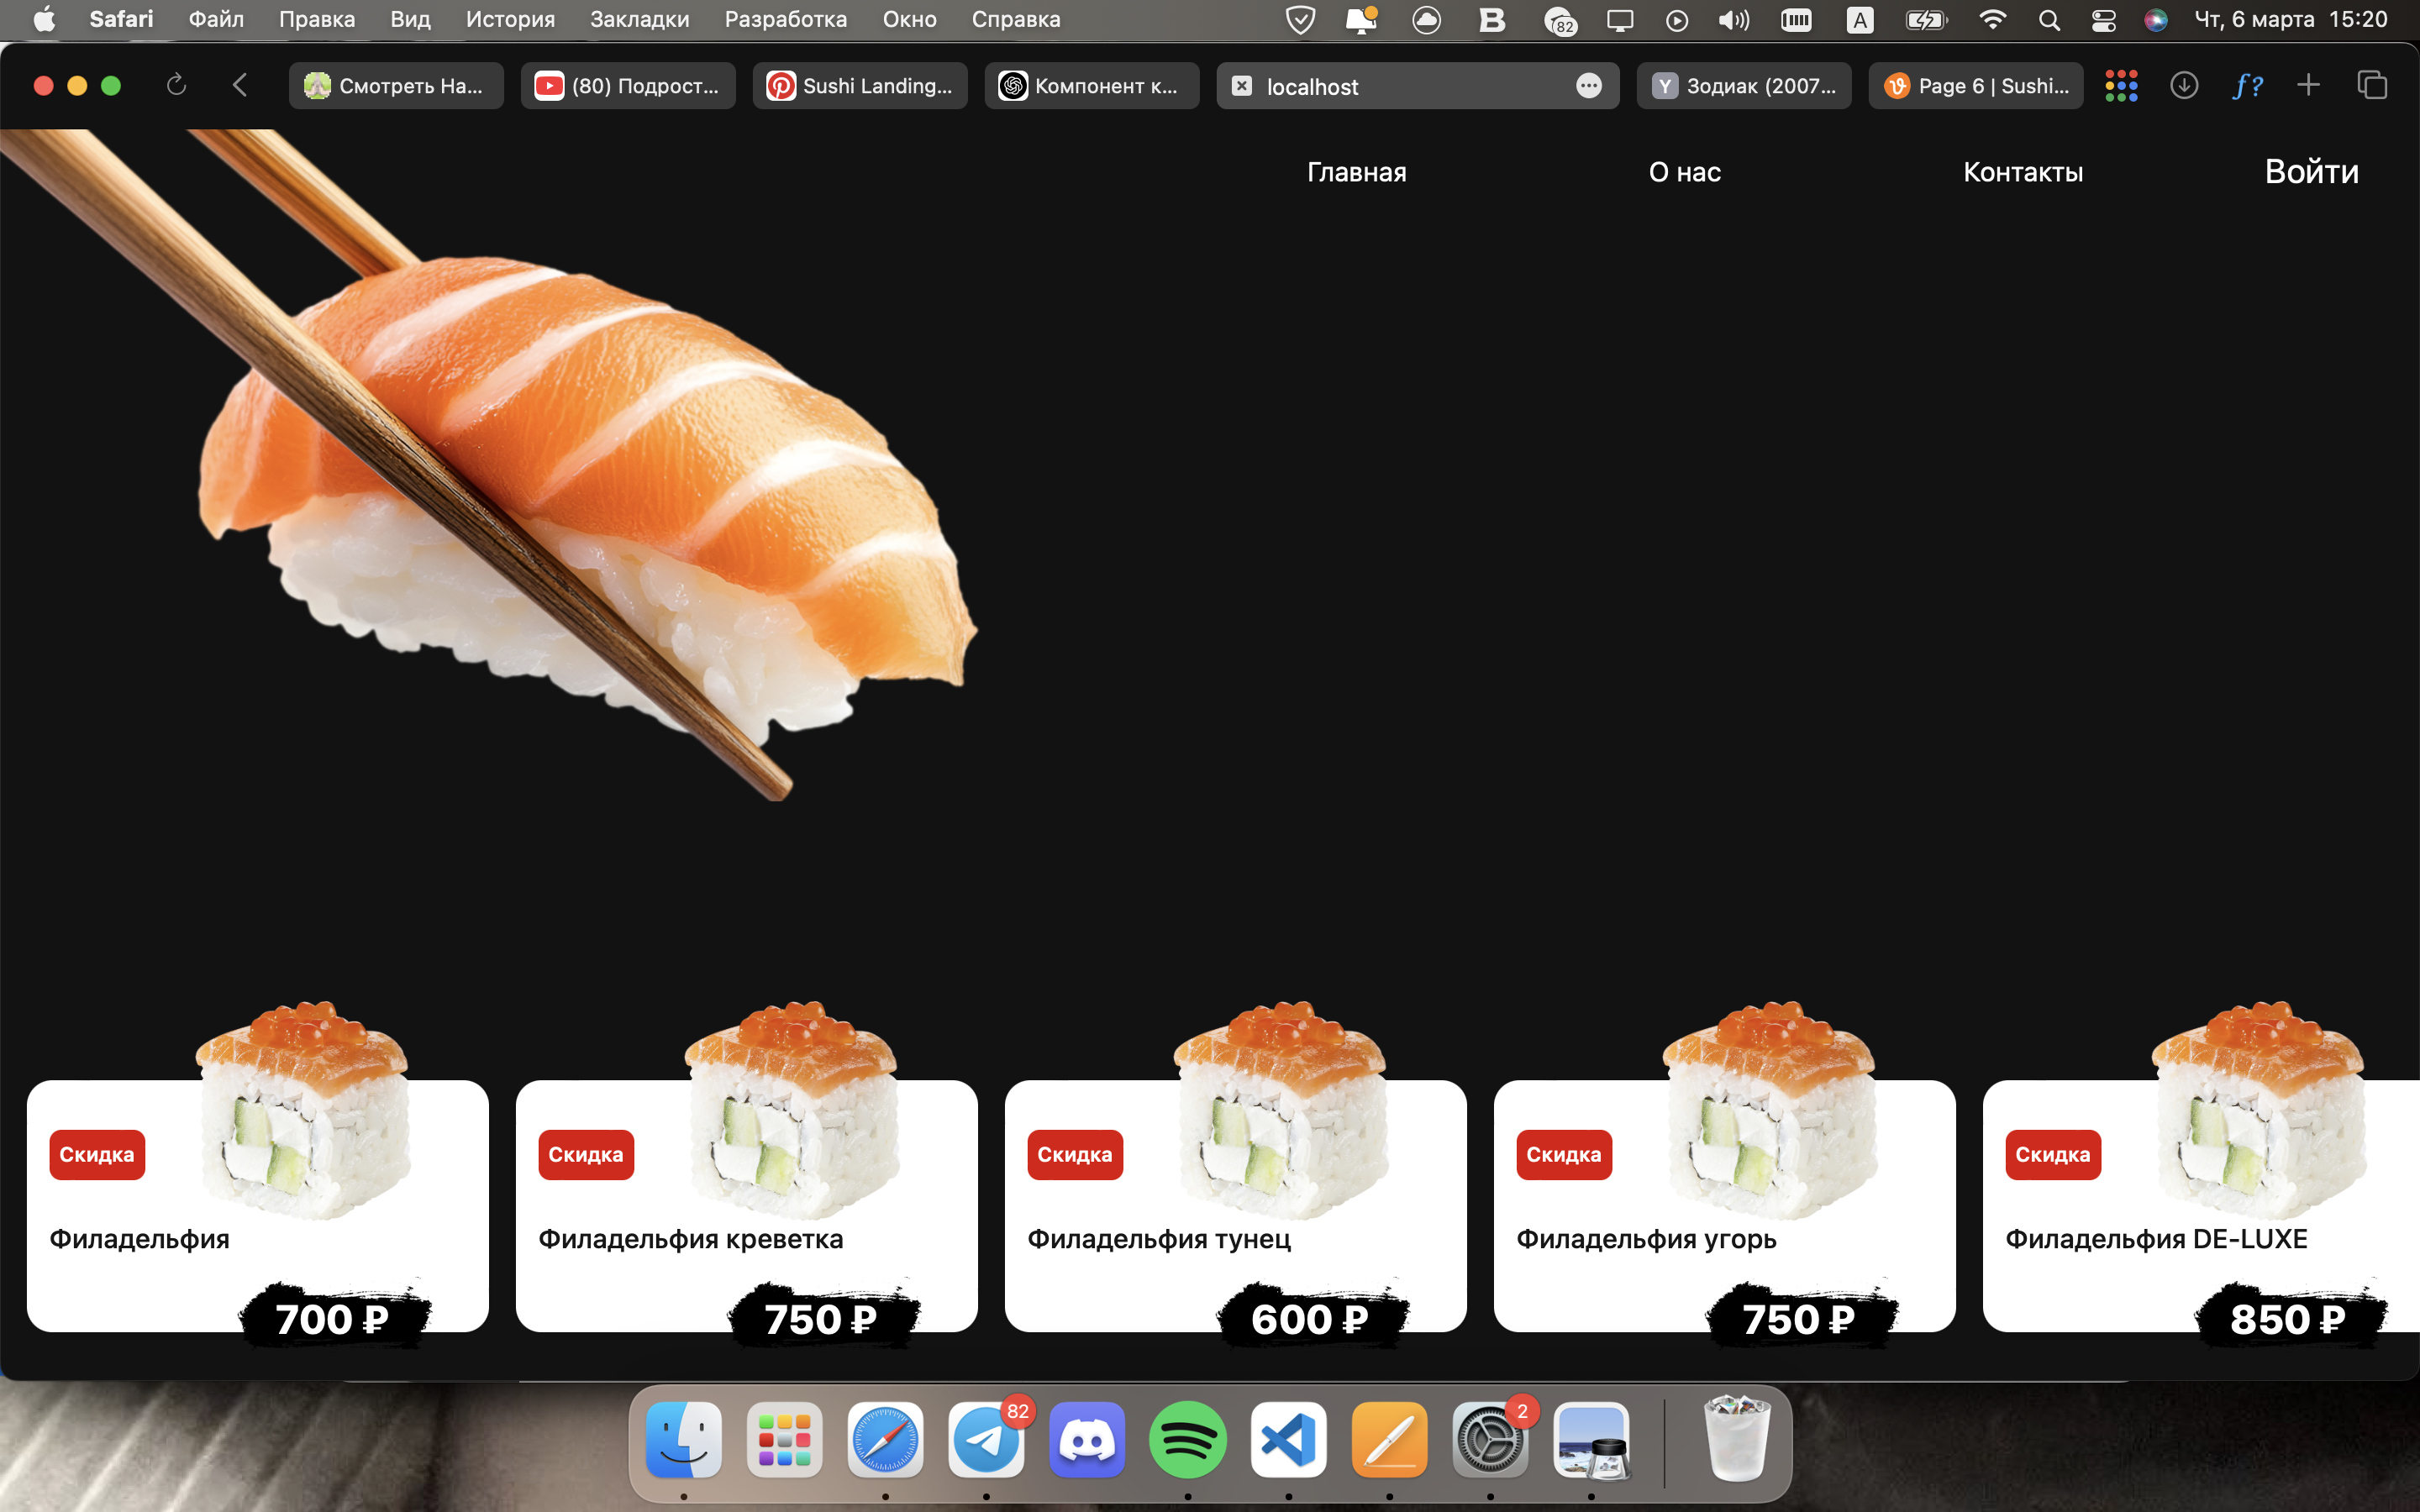 Safari Файл Правка Вид История Закладки Разработка Окно Справка 82 A Чт, 6 марта 15:20
Смотреть На... (80) Подрост... Sushi Landing... Компонент к... localhost Y Зодиак (2007... Page 6 | Sushi... f?
Главная О нас Контакты Войти
Скидка Скидка Скидка Скидка Скидка
Филадельфия Филадельфия креветка Филадельфия тунец Филадельфия угорь Филадельфия DE-LUXE
700 ₽ 750 ₽ 600 ₽ 750 ₽ 850 ₽
82 2